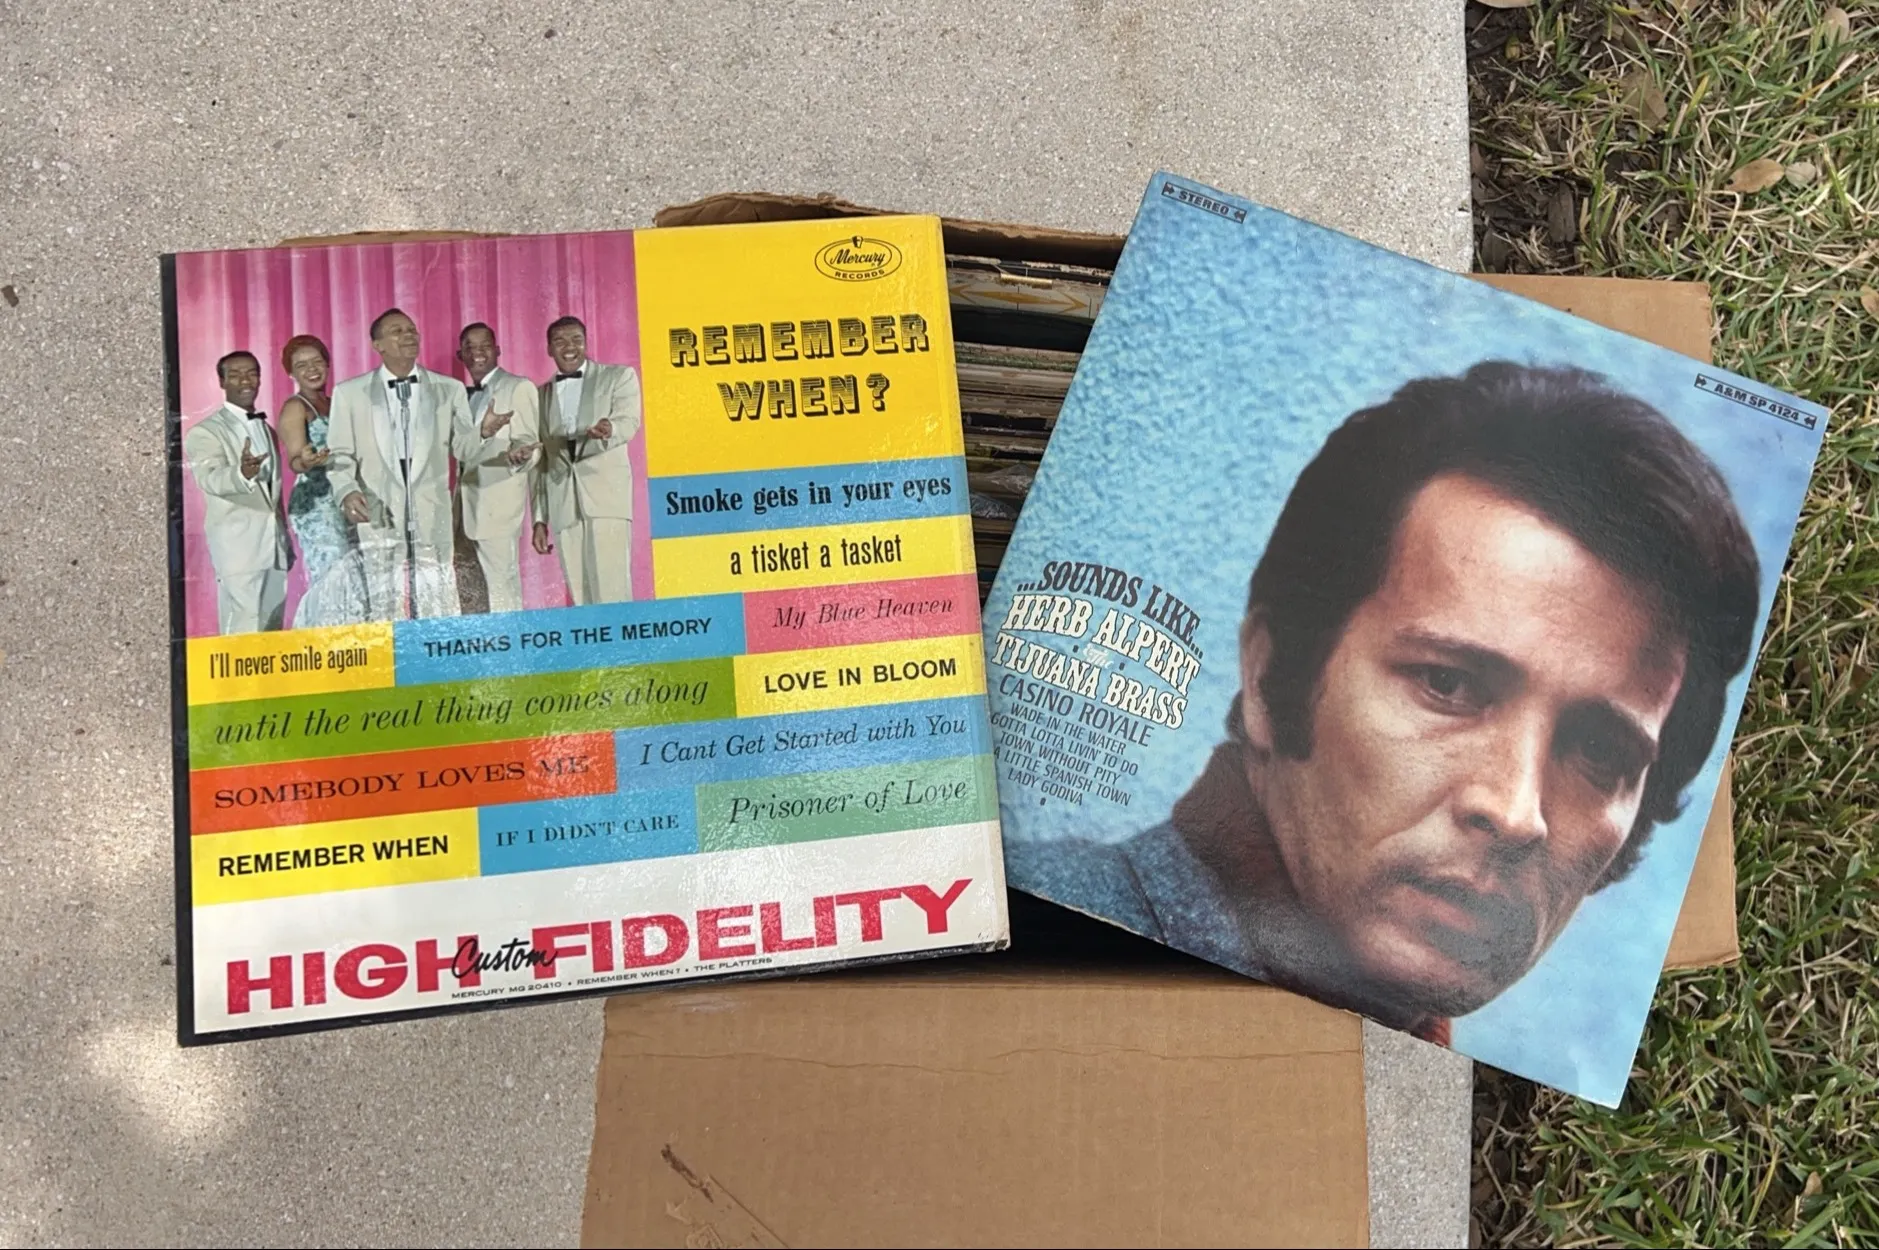 Mercury
RECORDS
REMEMBER
WHEN?
Smoke gets in your eyes
a tisket a tasket
My Blue Heaven
I'll never smile again
THANKS FOR THE MEMORY
until the real thing comes along
LOVE IN BLOOM
SOMEBODY LOVES ME
I Cant Get Started with You
REMEMBER WHEN
IF I DIDN'T CARE
Prisoner of Love
HIGH Custom FIDELITY
MERCURY MG 20410 • REMEMBER WHEN? • THE PLATTERS
STEREO
A&M SP 4124
...SOUNDS LIKE...
HERB ALPERT
& the
TIJUANA BRASS
CASINO ROYALE
WADE IN THE WATER
GOTTA LOTTA LIVIN' TO DO
TOWN WITHOUT PITY
A LITTLE SPANISH TOWN
LADY GODIVA